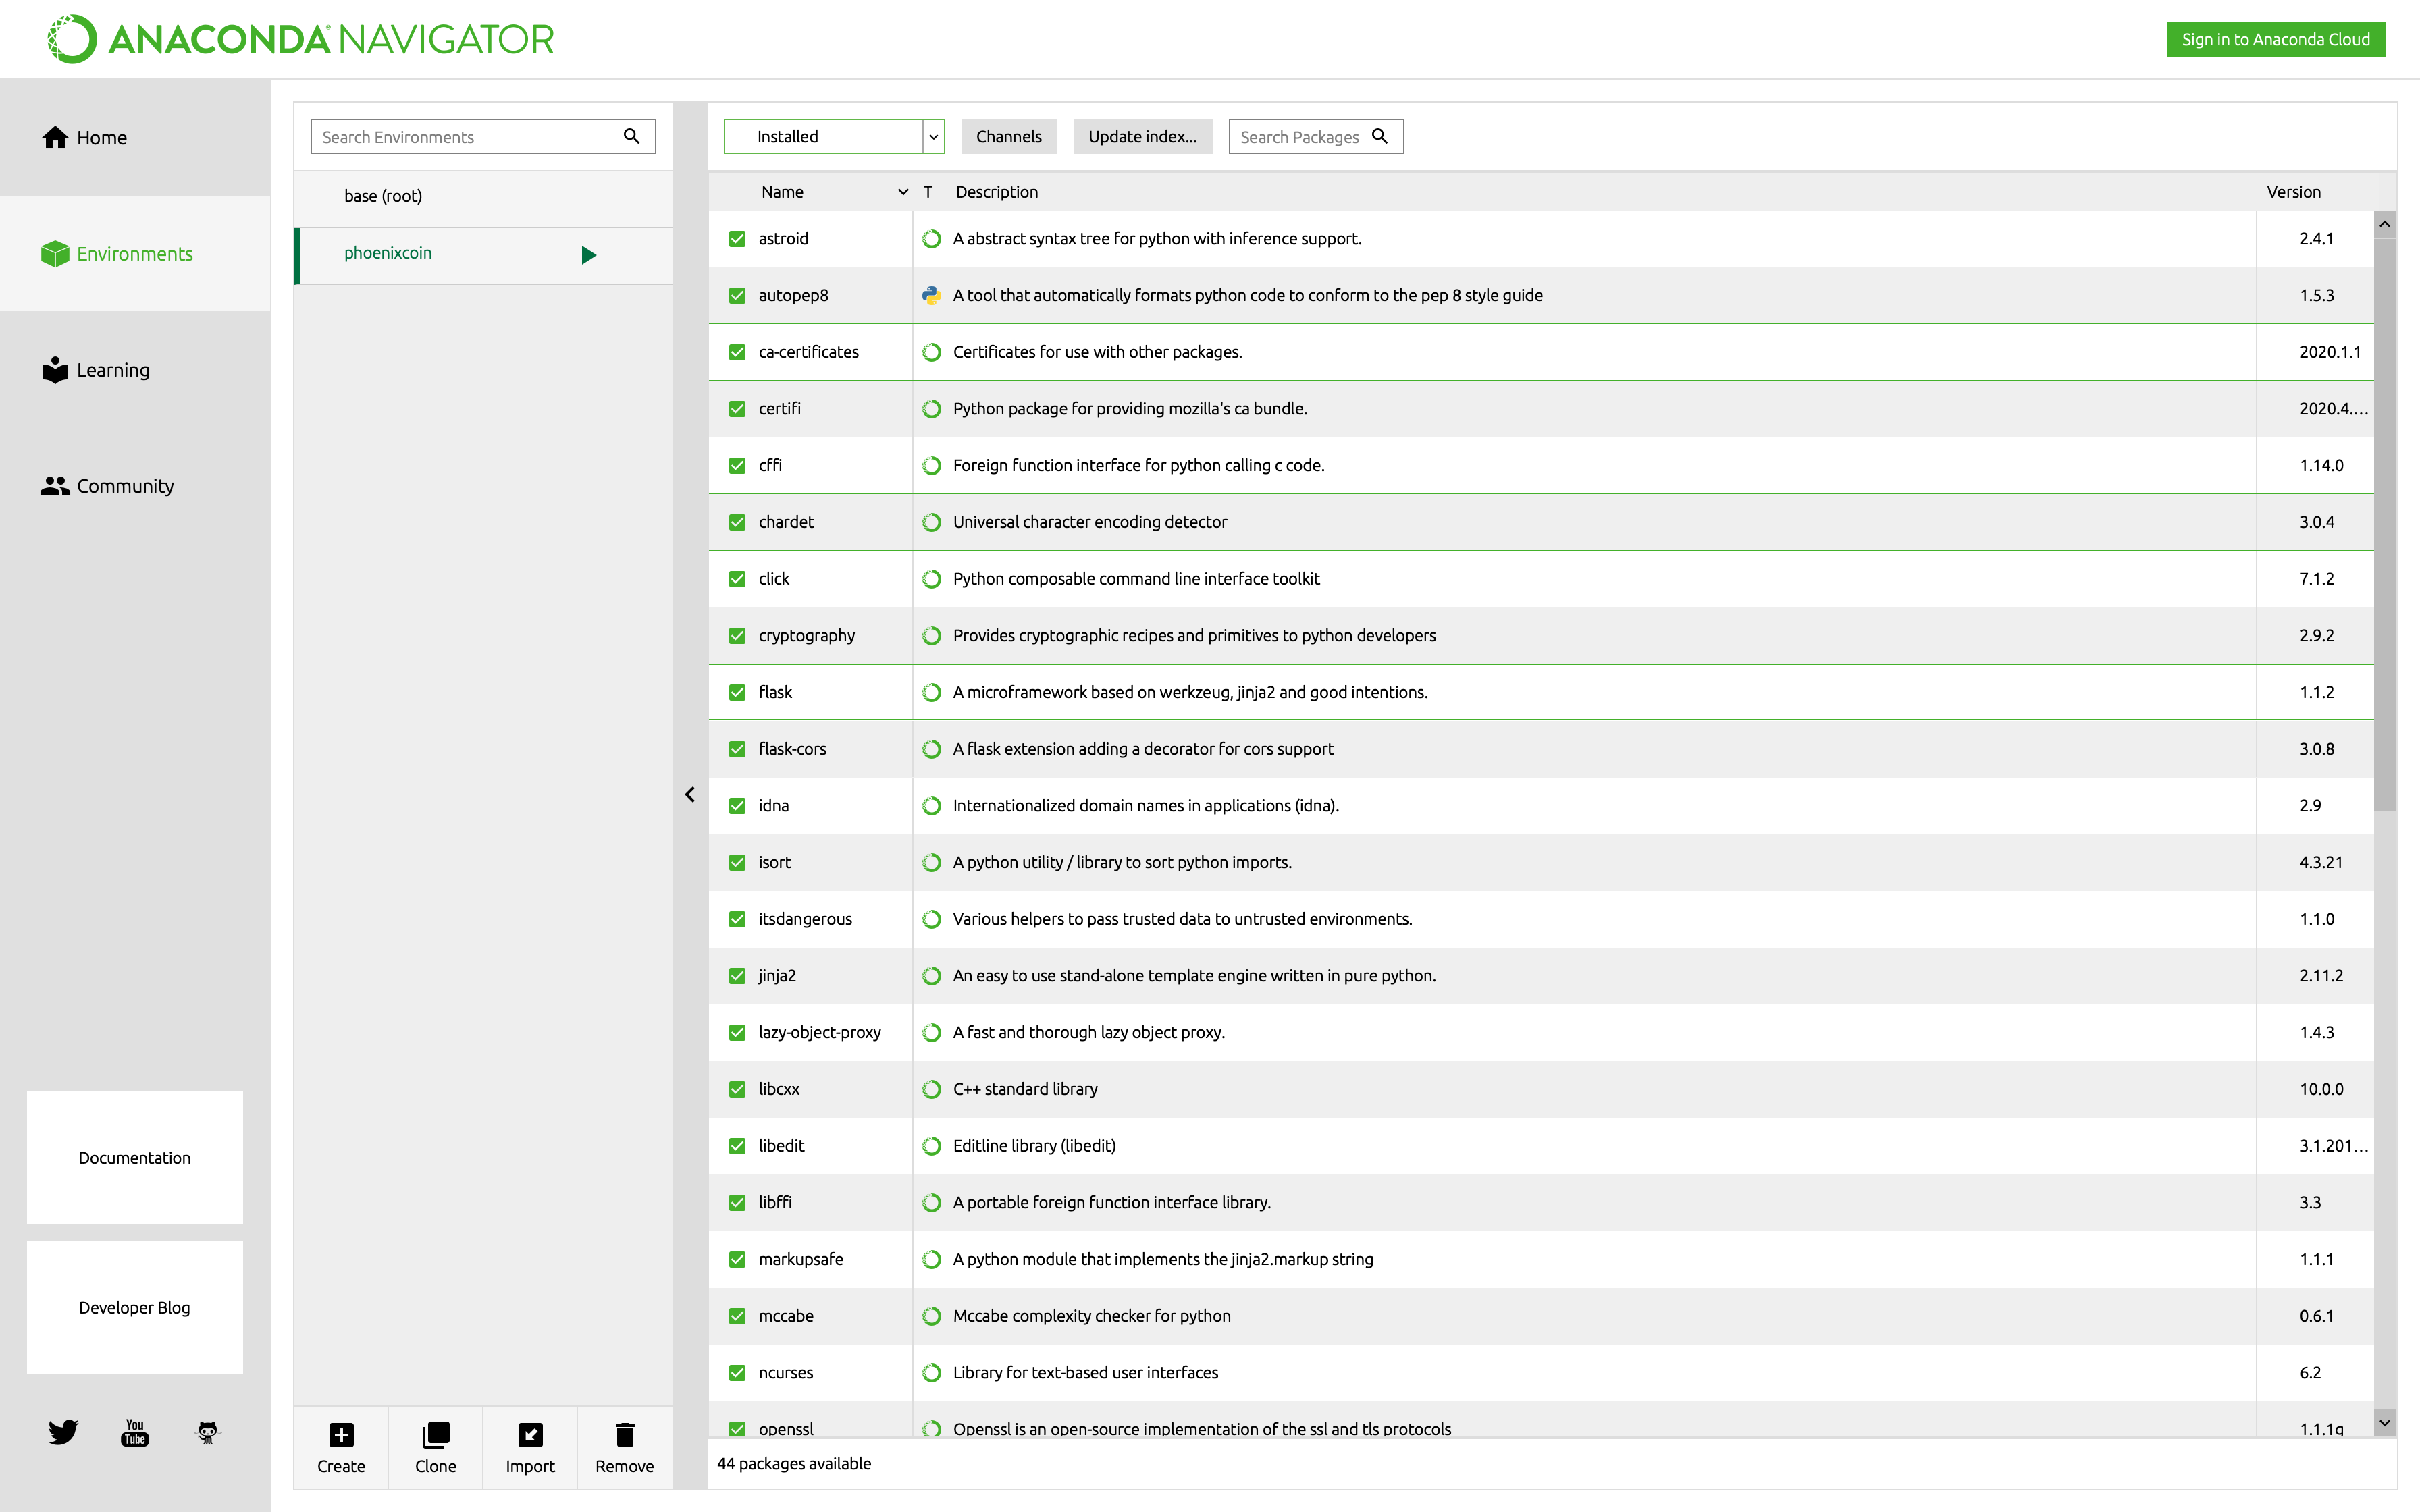 ANACONDA NAVIGATOR
Sign in to Anaconda Cloud
Home
Environments
Learning
Community
Documentation
Developer Blog
You
Tube
Search Environments
base (root)
phoenixcoin
Create Clone Import Remove
Installed Channels Update index... Search Packages
Name T Description Version
astroid A abstract syntax tree for python with inference support. 2.4.1
autopep8 A tool that automatically formats python code to conform to the pep 8 style guide 1.5.3
ca-certificates Certificates for use with other packages. 2020.1.1
certifi Python package for providing mozilla's ca bundle. 2020.4....
cffi Foreign function interface for python calling c code. 1.14.0
chardet Universal character encoding detector 3.0.4
click Python composable command line interface toolkit 7.1.2
cryptography Provides cryptographic recipes and primitives to python developers 2.9.2
flask A microframework based on werkzeug, jinja2 and good intentions. 1.1.2
flask-cors A flask extension adding a decorator for cors support 3.0.8
idna Internationalized domain names in applications (idna). 2.9
isort A python utility / library to sort python imports. 4.3.21
itsdangerous Various helpers to pass trusted data to untrusted environments. 1.1.0
jinja2 An easy to use stand-alone template engine written in pure python. 2.11.2
lazy-object-proxy A fast and thorough lazy object proxy. 1.4.3
libcxx C++ standard library 10.0.0
libedit Editline library (libedit) 3.1.201...
libffi A portable foreign function interface library. 3.3
markupsafe A python module that implements the jinja2.markup string 1.1.1
mccabe Mccabe complexity checker for python 0.6.1
ncurses Library for text-based user interfaces 6.2
openssl Openssl is an open-source implementation of the ssl and tls protocols 1.1.1g
44 packages available